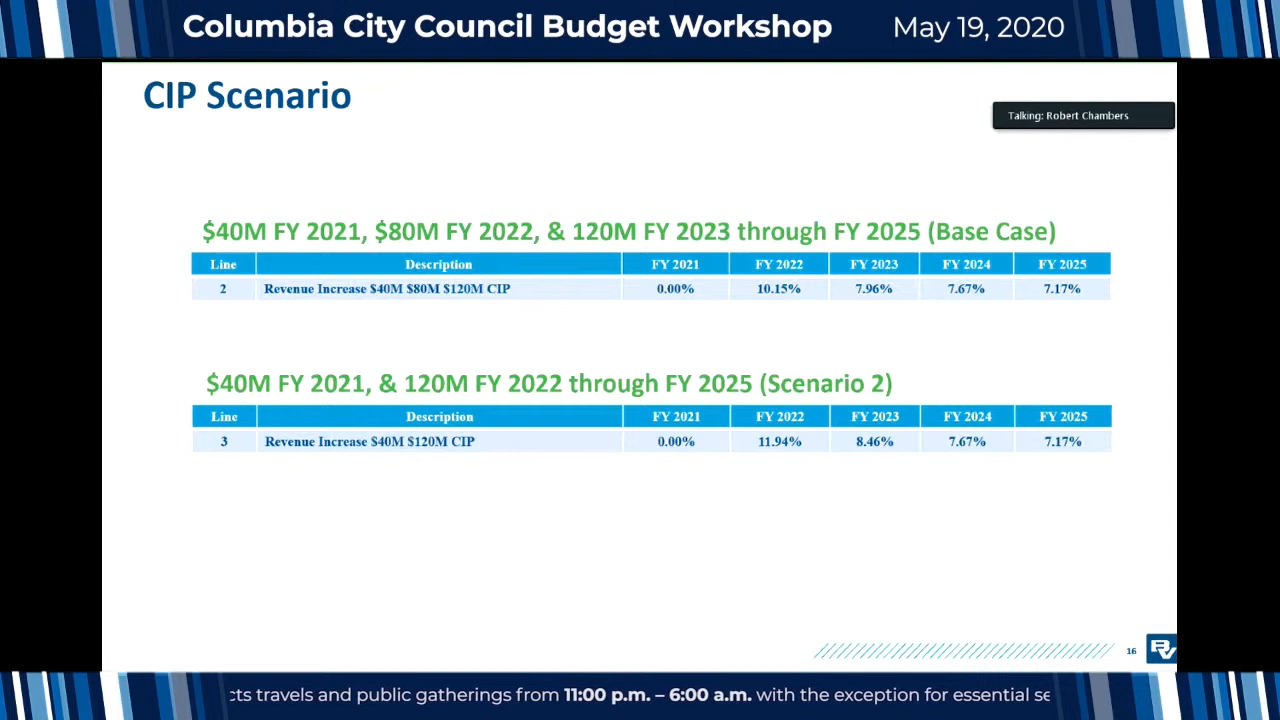 Columbia City Council Budget Workshop May 19, 2020
CIP Scenario
Talking: Robert Chambers
$40M FY 2021, $80M FY 2022, & 120M FY 2023 through FY 2025 (Base Case)
Line Description FY 2021 FY 2022 FY 2023 FY 2024 FY 2025
2 Revenue Increase $40M $80M $120M CIP 0.00% 10.15% 7.96% 7.67% 7.17%
$40M FY 2021, & 120M FY 2022 through FY 2025 (Scenario 2)
Line Description FY 2021 FY 2022 FY 2023 FY 2024 FY 2025
3 Revenue Increase $40M $120M CIP 0.00% 11.94% 8.46% 7.67% 7.17%
16 BV
cts travels and public gatherings from 11:00 p.m. – 6:00 a.m. with the exception for essential se